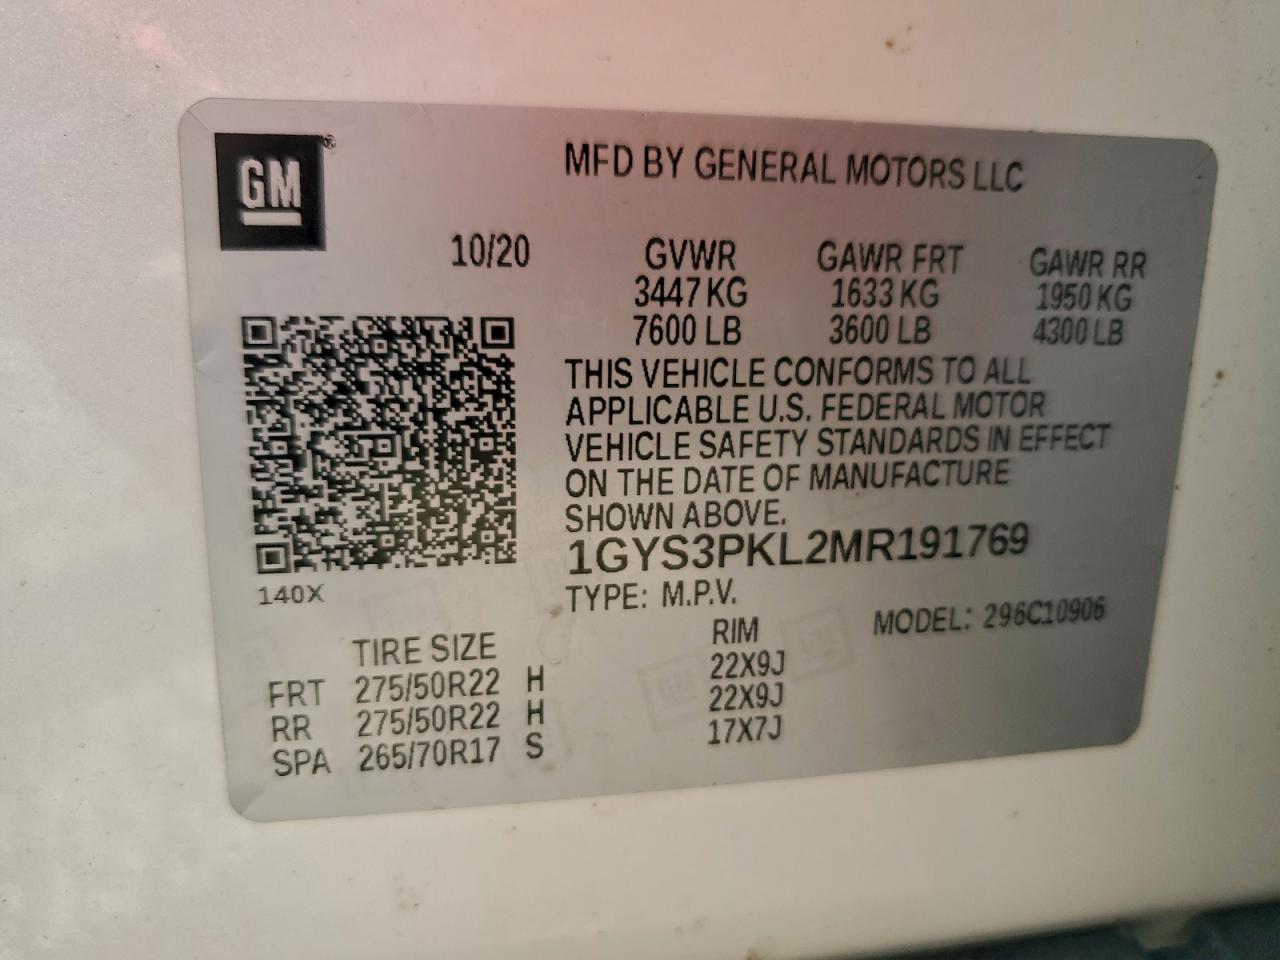 GM®
MFD BY GENERAL MOTORS LLC
10/20 GVWR GAWR FRT GAWR RR
3447 KG 1633 KG 1950 KG
7600 LB 3600 LB 4300 LB
THIS VEHICLE CONFORMS TO ALL
APPLICABLE U.S. FEDERAL MOTOR
VEHICLE SAFETY STANDARDS IN EFFECT
ON THE DATE OF MANUFACTURE
SHOWN ABOVE.
1GYS3PKL2MR191769
140X
TYPE: M.P.V. MODEL: 296C10906
TIRE SIZE RIM
FRT 275/50R22 H 22X9J
RR 275/50R22 H 22X9J
SPA 265/70R17 S 17X7J